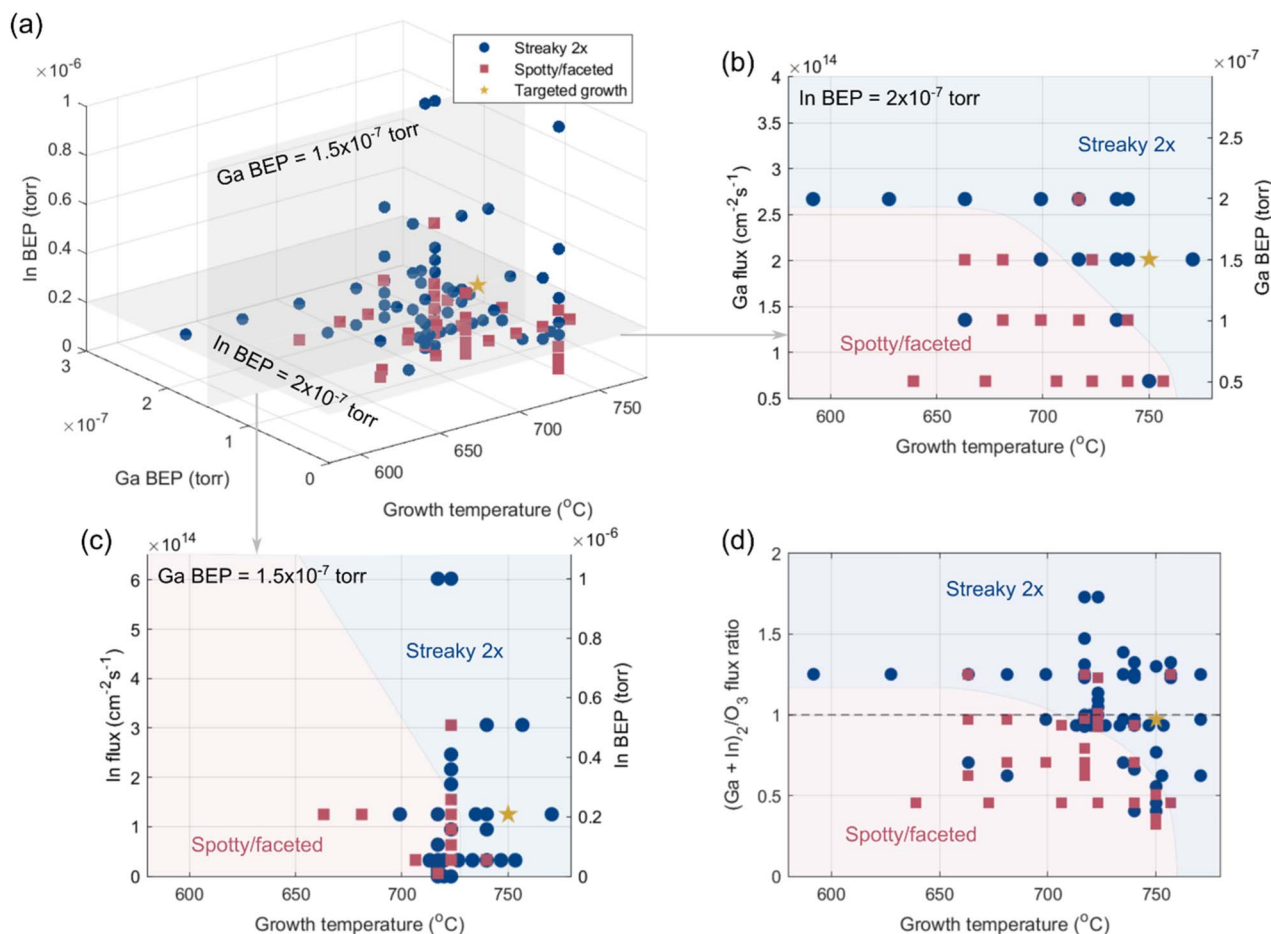 (a)
×10⁻⁶
1
0.8
0.6
0.4
0.2
0
In BEP (torr)
3
2
1
0
×10⁻⁷
Ga BEP (torr)
600
650
700
750
Growth temperature (°C)
Ga BEP = 1.5x10⁻⁷ torr
In BEP = 2x10⁻⁷ torr
Streaky 2x
Spotty/faceted
Targeted growth
(b)
×10¹⁴
×10⁻⁷
In BEP = 2x10⁻⁷ torr
Streaky 2x
Spotty/faceted
4
3.5
3
2.5
2
1.5
1
0.5
Ga flux (cm⁻²s⁻¹)
2.5
2
1.5
1
0.5
Ga BEP (torr)
600
650
700
750
Growth temperature (°C)
(c)
×10¹⁴
×10⁻⁶
Ga BEP = 1.5x10⁻⁷ torr
Streaky 2x
Spotty/faceted
6
5
4
3
2
1
0
In flux (cm⁻²s⁻¹)
1
0.8
0.6
0.4
0.2
0
In BEP (torr)
600
650
700
750
Growth temperature (°C)
(d)
Streaky 2x
Spotty/faceted
2
1.5
1
0.5
0
(Ga + In)₂/O₃ flux ratio
600
650
700
750
Growth temperature (°C)